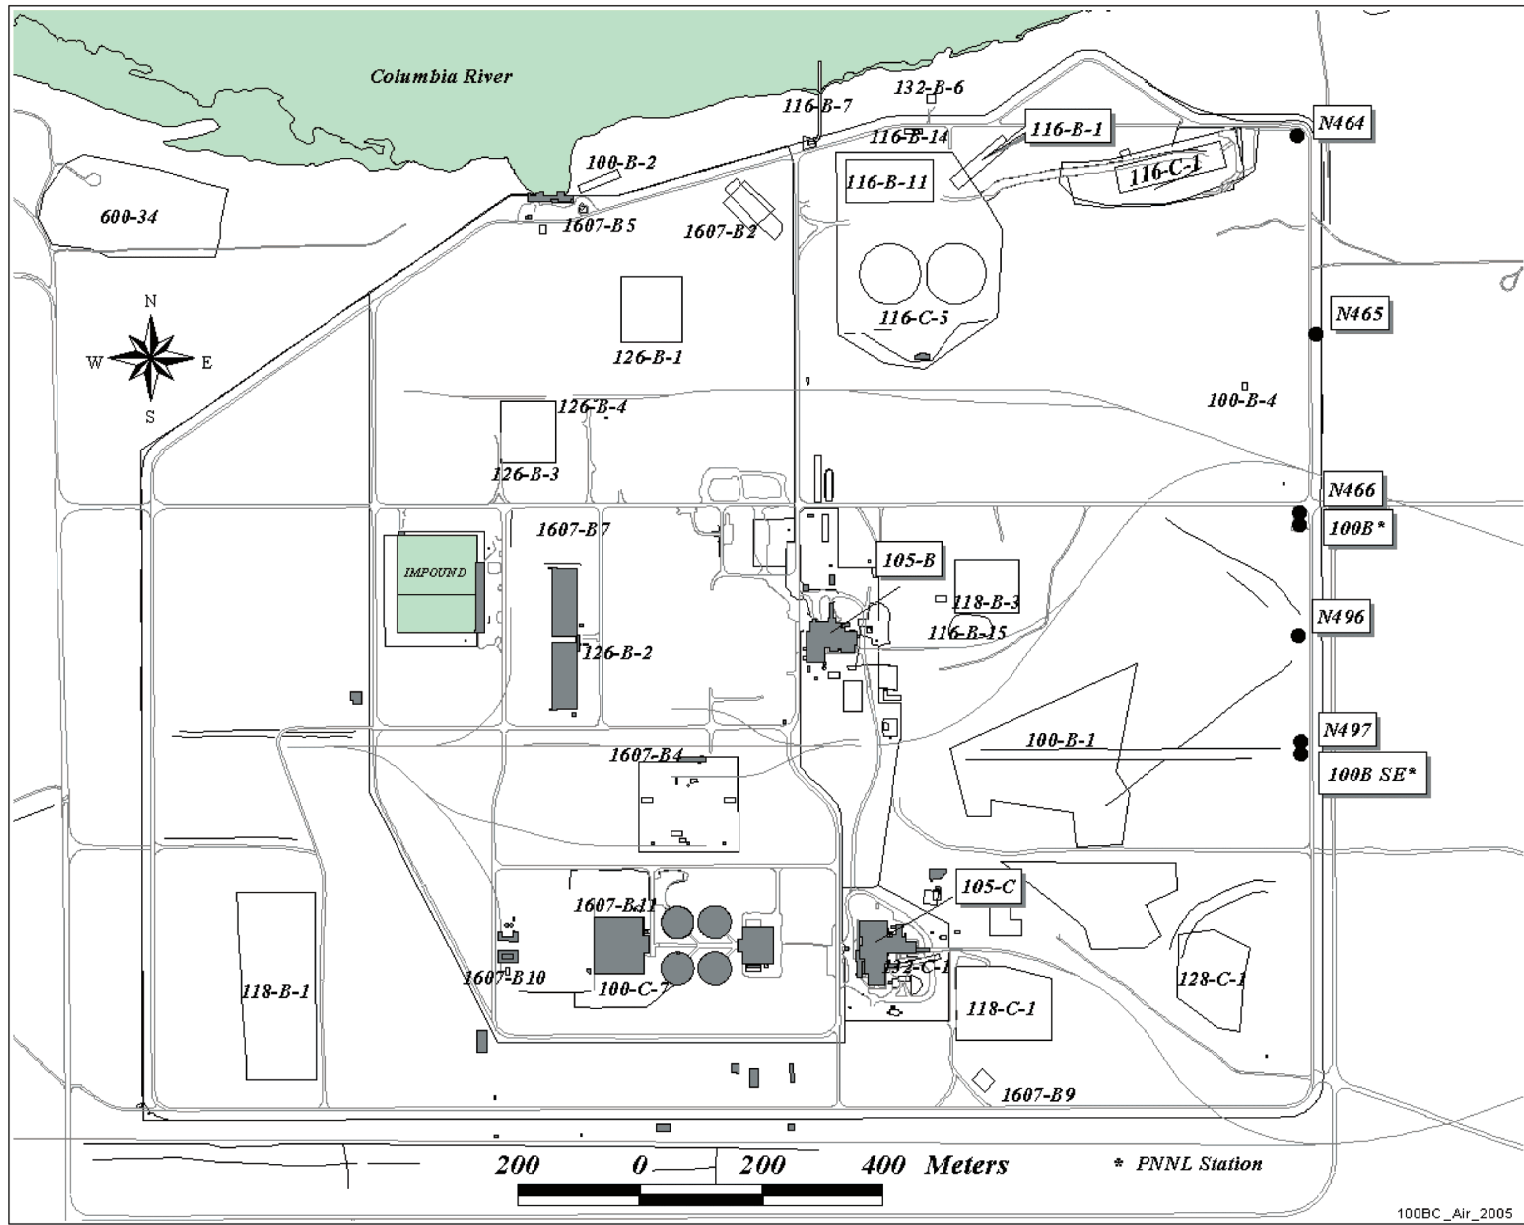 Columbia River
132-B-6
116-B-7
N464
116-B-14
116-B-1
100-B-2
116-B-11
116-C-1
600-34
1607-B5
1607-B2
N
W
E
S
116-C-5
N465
126-B-1
126-B-4
100-B-4
126-B-3
N466
1607-B7
100B*
105-B
IMPOUND
118-B-3
N496
116-B-15
126-B-2
N497
100-B-1
1607-B4
100B SE*
105-C
1607-B11
132-C-1
1607-B10
118-B-1
100-C-7
118-C-1
128-C-1
1607-B9
200 0 200 400 Meters
* PNNL Station
100BC_Air_2005